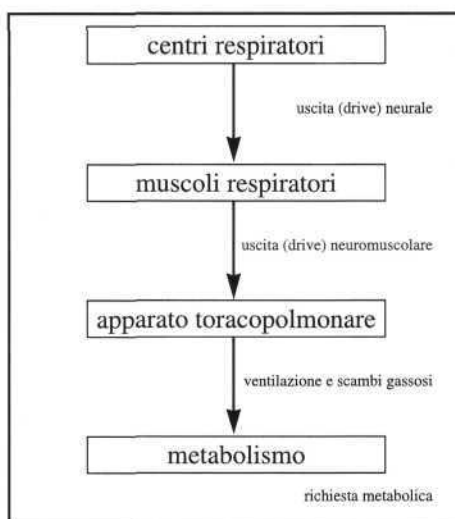 centri respiratori
uscita (drive) neurale
muscoli respiratori
uscita (drive) neuromuscolare
apparato toracopolmonare
ventilazione e scambi gassosi
metabolismo
richiesta metabolica